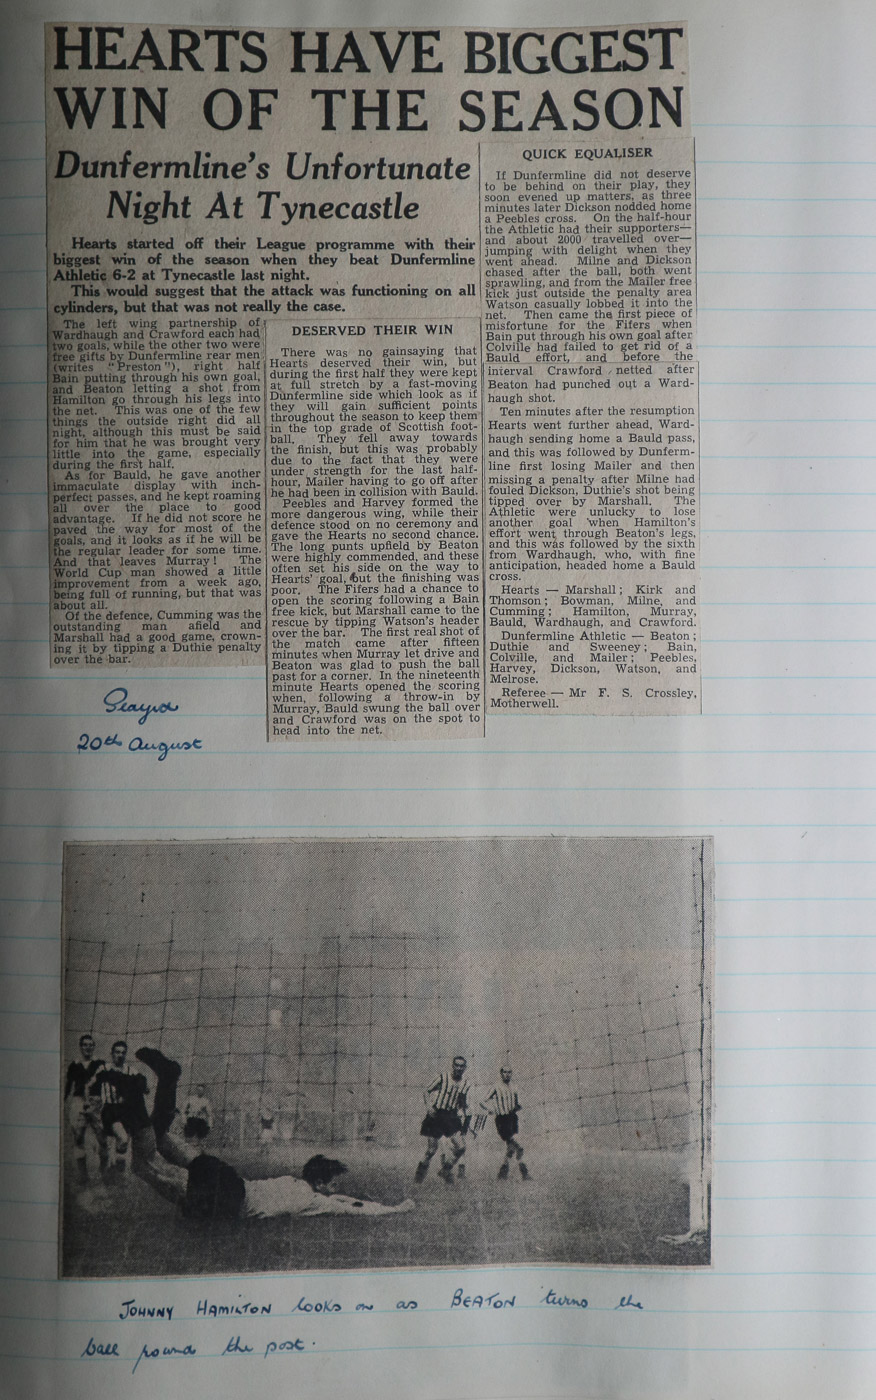 HEARTS HAVE BIGGEST
WIN OF THE SEASON
Dunfermline's Unfortunate
Night At Tynecastle
Hearts started off their League programme with their
biggest win of the season when they beat Dunfermline
Athletic 6-2 at Tynecastle last night.
This would suggest that the attack was functioning on all
cylinders, but that was not really the case.
The left wing partnership of
Wardhaugh and Crawford each had
two goals, while the other two were
free gifts by Dunfermline rear men
(writes "Preston"), right half
Bain putting through his own goal,
and Beaton letting a shot from
Hamilton go through his legs into
the net. This was one of the few
things the outside right did all
night, although this must be said
for him that he was brought very
little into the game, especially
during the first half.
As for Bauld, he gave another
immaculate display with inch-
perfect passes, and he kept roaming
all over the place to good
advantage. If he did not score he
paved the way for most of the
goals, and it looks as if he will be
the regular leader for some time.
And that leaves Murray! The
World Cup man showed a little
improvement from a week ago,
being full of running, but that was
about all.
Of the defence, Cumming was the
outstanding man afield and
Marshall had a good game, crown-
ing it by tipping a Duthie penalty
over the bar.
DESERVED THEIR WIN
There was no gainsaying that
Hearts deserved their win, but
during the first half they were kept
at full stretch by a fast-moving
Dunfermline side which look as if
they will gain sufficient points
throughout the season to keep them
in the top grade of Scottish foot-
ball. They fell away towards
the finish, but this was probably
due to the fact that they were
under strength for the last half-
hour, Mailer having to go off after
he had been in collision with Bauld.
Peebles and Harvey formed the
more dangerous wing, while their
defence stood on no ceremony and
gave the Hearts no second chance.
The long punts upfield by Beaton
were highly commended, and these
often set his side on the way to
Hearts' goal, but the finishing was
poor. The Fifers had a chance to
open the scoring following a Bain
free kick, but Marshall came to the
rescue by tipping Watson's header
over the bar. The first real shot of
the match came after fifteen
minutes when Murray let drive and
Beaton was glad to push the ball
past for a corner. In the nineteenth
minute Hearts opened the scoring
when, following a throw-in by
Murray, Bauld swung the ball over
and Crawford was on the spot to
head into the net.
QUICK EQUALISER
If Dunfermline did not deserve
to be behind on their play, they
soon evened up matters, as three
minutes later Dickson nodded home
a Peebles cross. On the half-hour
the Athletic had their supporters—
and about 2000 travelled over—
jumping with delight when they
went ahead. Milne and Dickson
chased after the ball, both went
sprawling, and from the Mailer free
kick just outside the penalty area
Watson casually lobbed it into the
net. Then came the first piece of
misfortune for the Fifers when
Bain put through his own goal after
Colville had failed to get rid of a
Bauld effort, and before the
interval Crawford netted after
Beaton had punched out a Ward-
haugh shot.
Ten minutes after the resumption
Hearts went further ahead, Ward-
haugh sending home a Bauld pass,
and this was followed by Dunferm-
line first losing Mailer and then
missing a penalty after Milne had
fouled Dickson, Duthie's shot being
tipped over by Marshall. The
Athletic were unlucky to lose
another goal when Hamilton's
effort went through Beaton's legs,
and this was followed by the sixth
from Wardhaugh, who, with fine
anticipation, headed home a Bauld
cross.
Hearts — Marshall; Kirk and
Thomson; Bowman, Milne, and
Cumming; Hamilton, Murray,
Bauld, Wardhaugh, and Crawford.
Dunfermline Athletic — Beaton;
Duthie and Sweeney; Bain,
Colville, and Mailer; Peebles,
Harvey, Dickson, Watson, and
Melrose.
Referee — Mr F. S. Crossley,
Motherwell.
20th August
JOHNNY HAMILTON looks on as BEATON turns the
ball round the post.